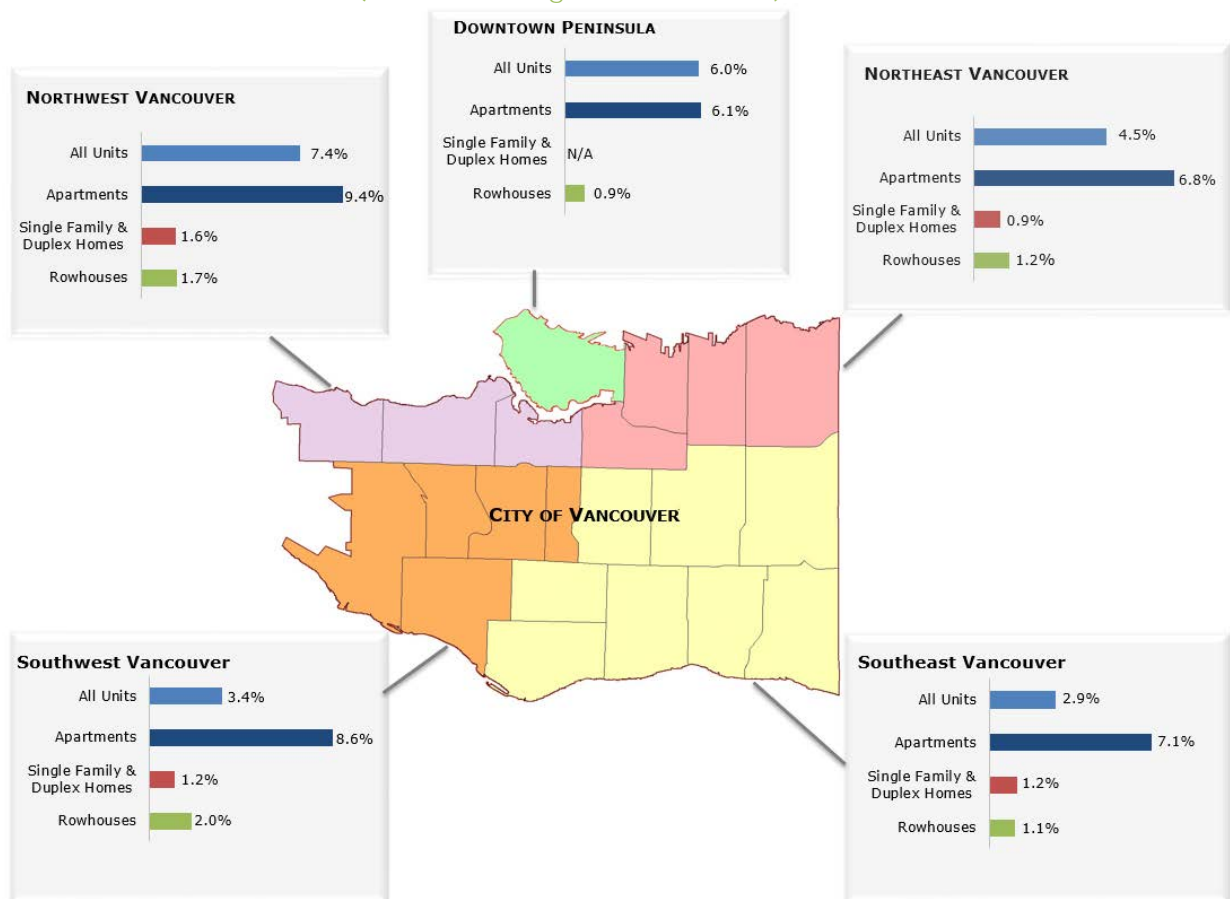 DOWNTOWN PENINSULA
All Units 6.0%
Apartments 6.1%
Single Family &
Duplex Homes N/A
Rowhouses 0.9%
NORTHWEST VANCOUVER
All Units 7.4%
Apartments 9.4%
Single Family &
Duplex Homes 1.6%
Rowhouses 1.7%
NORTHEAST VANCOUVER
All Units 4.5%
Apartments 6.8%
Single Family &
Duplex Homes 0.9%
Rowhouses 1.2%
CITY OF VANCOUVER
Southwest Vancouver
All Units 3.4%
Apartments 8.6%
Single Family &
Duplex Homes 1.2%
Rowhouses 2.0%
Southeast Vancouver
All Units 2.9%
Apartments 7.1%
Single Family &
Duplex Homes 1.2%
Rowhouses 1.1%